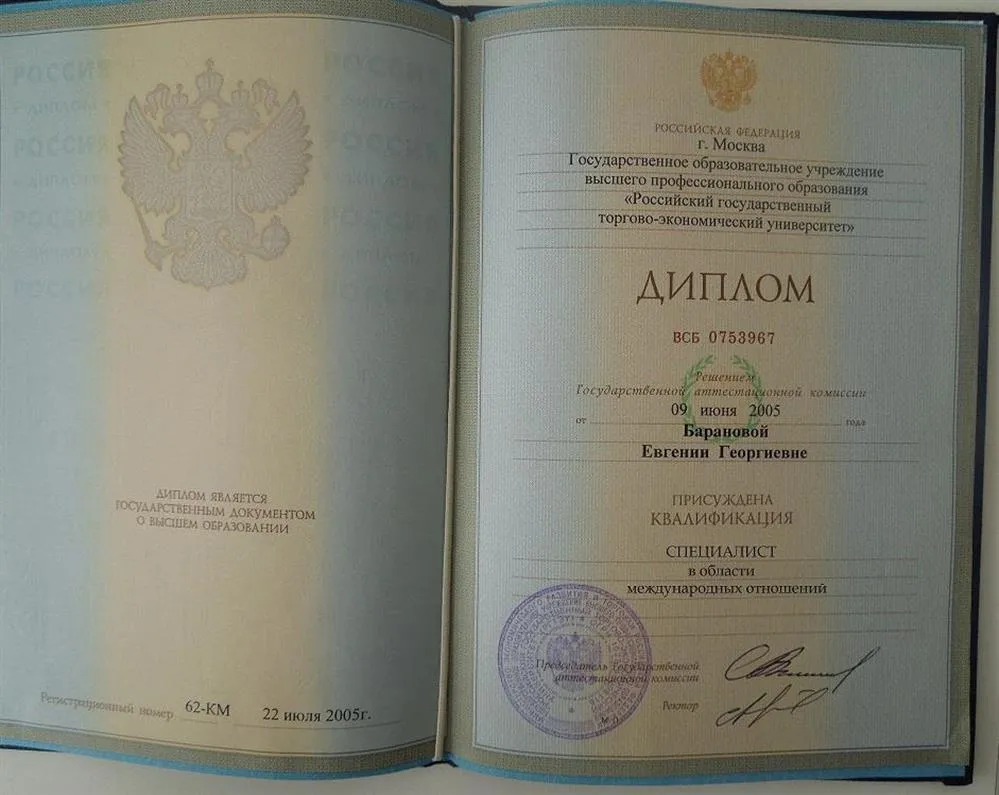 ДИПЛОМ ЯВЛЯЕТСЯ
ГОСУДАРСТВЕННЫМ ДОКУМЕНТОМ
О ВЫСШЕМ ОБРАЗОВАНИИ
Регистрационный номер 62-КМ 22 июля 2005г.
РОССИЙСКАЯ ФЕДЕРАЦИЯ
г. Москва
Государственное образовательное учреждение
высшего профессионального образования
«Российский государственный
торгово-экономический университет»
ДИПЛОМ
ВСБ 0753967
Решением
Государственной аттестационной комиссии
от 09 июня 2005 года
Барановой
Евгении Георгиевне
ПРИСУЖДЕНА
КВАЛИФИКАЦИЯ
СПЕЦИАЛИСТ
в области
международных отношений
Председатель Государственной
аттестационной комиссии
Ректор
М.П.